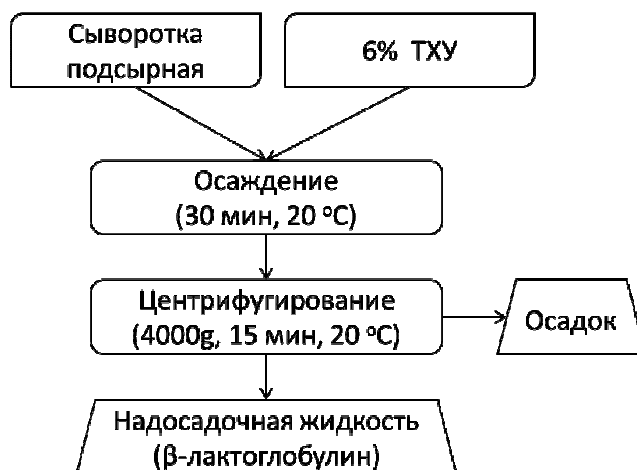 Сыворотка
подсырная
6% ТХУ
Осаждение
(30 мин, 20 °С)
Центрифугирование
(4000g, 15 мин, 20 °С)
Осадок
Надосадочная жидкость
(β-лактоглобулин)